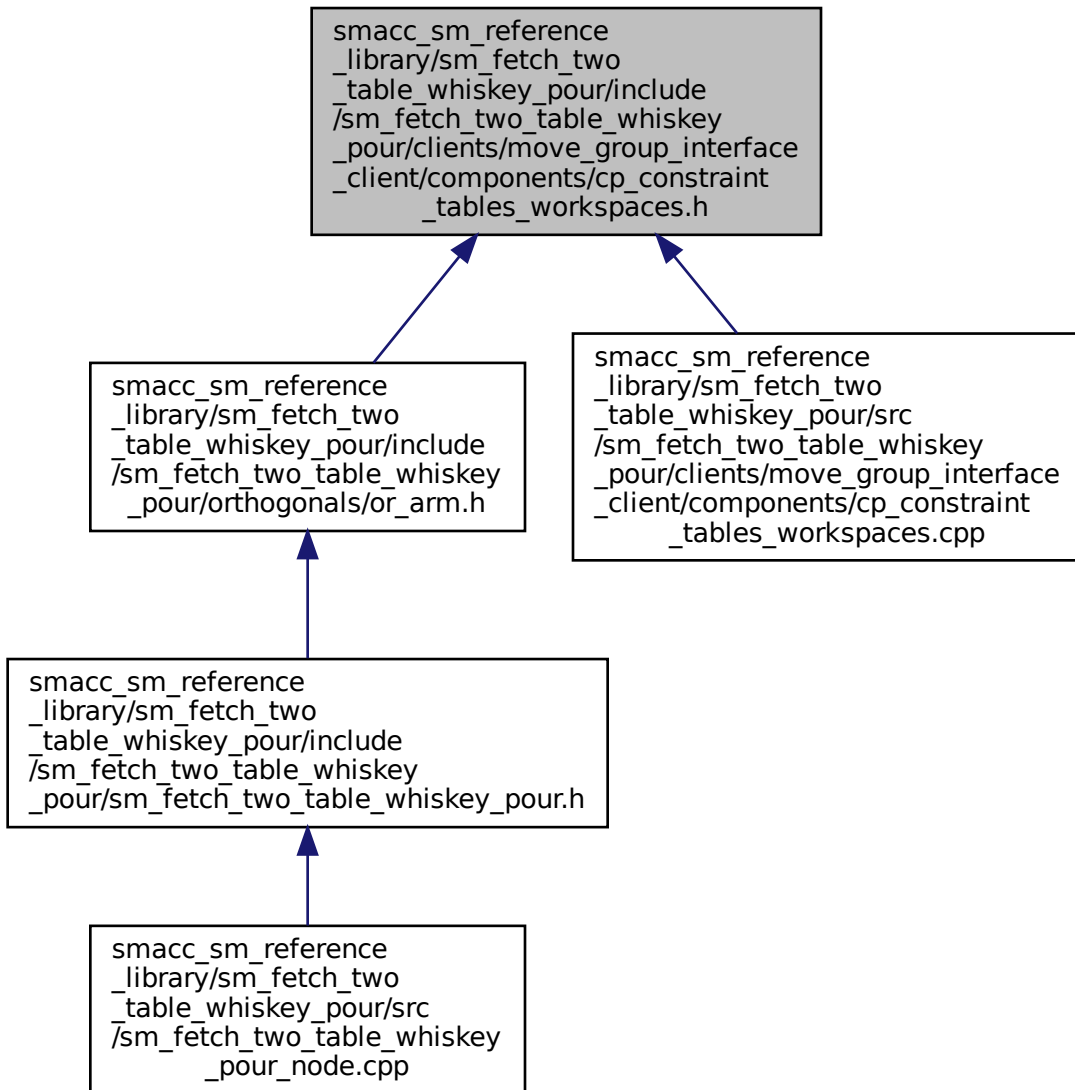 smacc_sm_reference
_library/sm_fetch_two
_table_whiskey_pour/include
/sm_fetch_two_table_whiskey
_pour/clients/move_group_interface
_client/components/cp_constraint
_tables_workspaces.h
smacc_sm_reference
_library/sm_fetch_two
_table_whiskey_pour/include
/sm_fetch_two_table_whiskey
_pour/orthogonals/or_arm.h
smacc_sm_reference
_library/sm_fetch_two
_table_whiskey_pour/src
/sm_fetch_two_table_whiskey
_pour/clients/move_group_interface
_client/components/cp_constraint
_tables_workspaces.cpp
smacc_sm_reference
_library/sm_fetch_two
_table_whiskey_pour/include
/sm_fetch_two_table_whiskey
_pour/sm_fetch_two_table_whiskey_pour.h
smacc_sm_reference
_library/sm_fetch_two
_table_whiskey_pour/src
/sm_fetch_two_table_whiskey
_pour_node.cpp